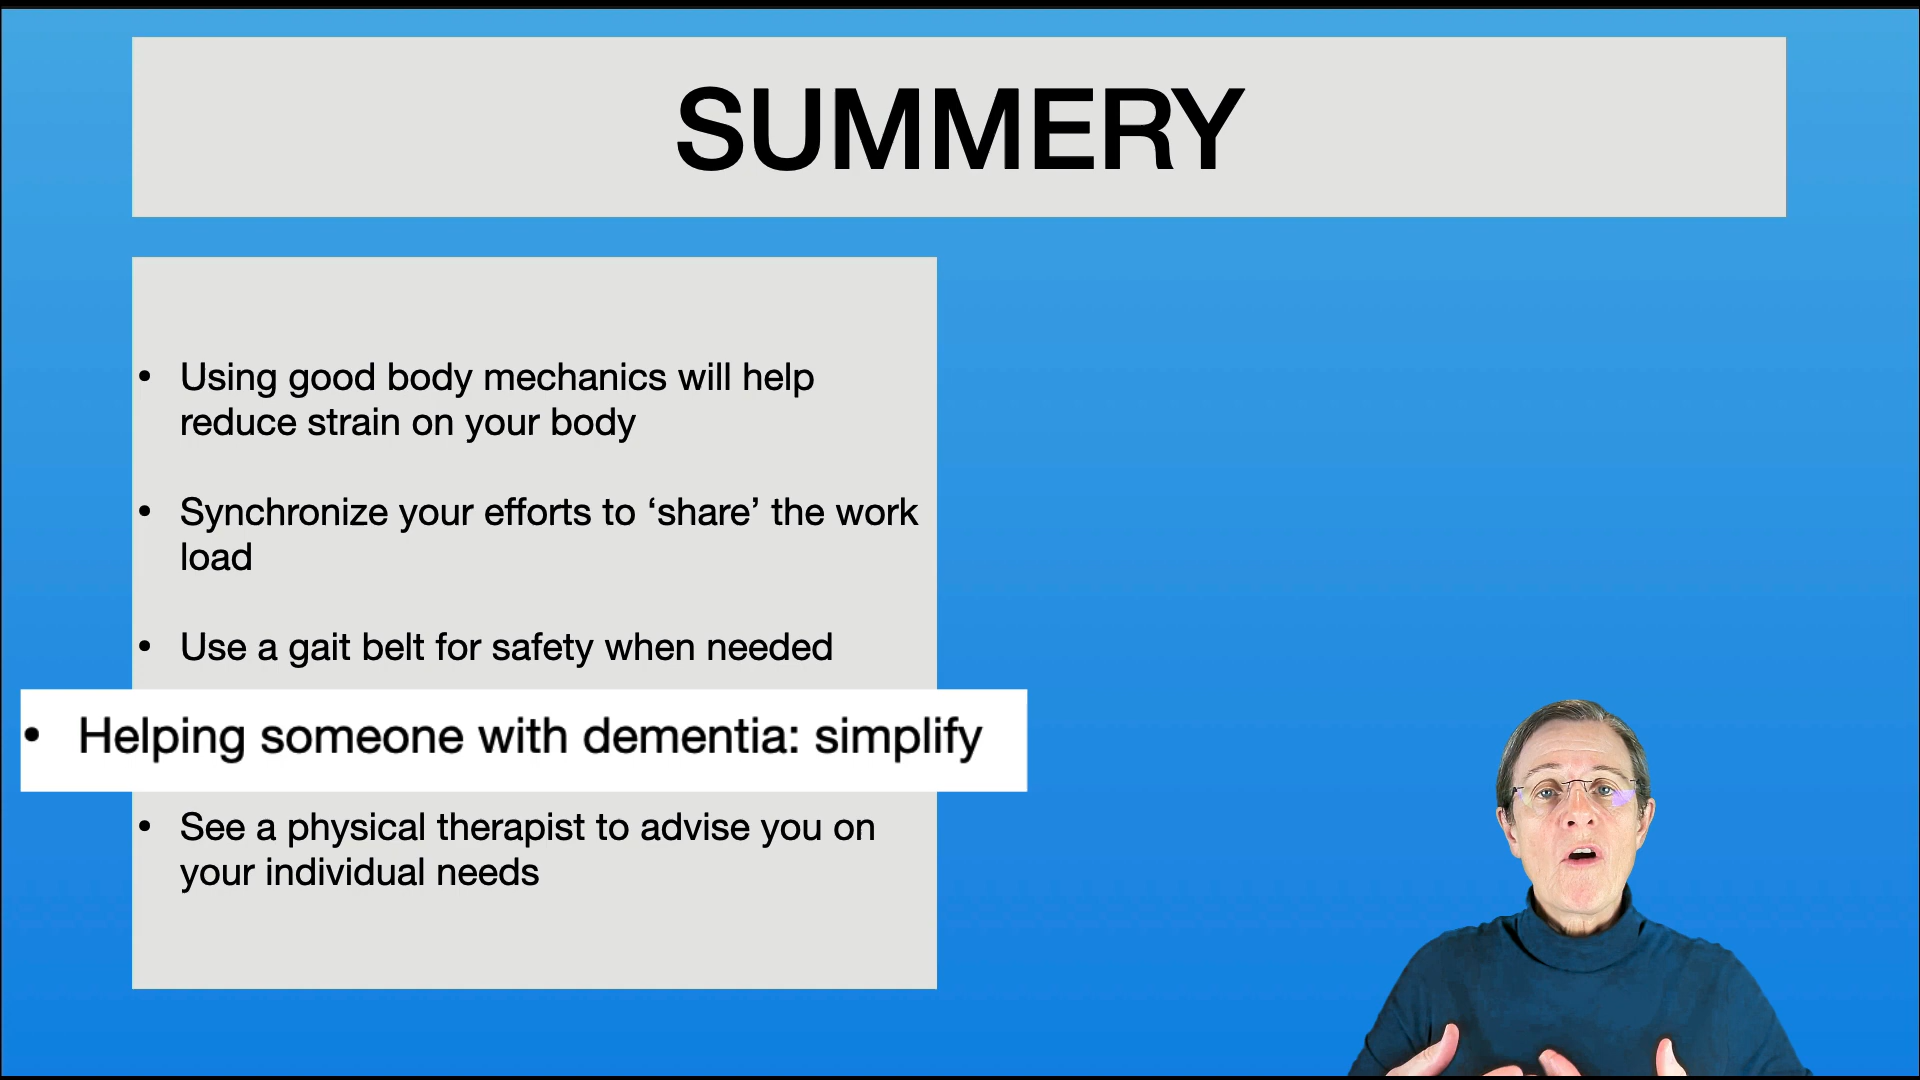 SUMMERY
• Using good body mechanics will help
reduce strain on your body
• Synchronize your efforts to ‘share’ the work
load
• Use a gait belt for safety when needed
• Helping someone with dementia: simplify
• See a physical therapist to advise you on
your individual needs